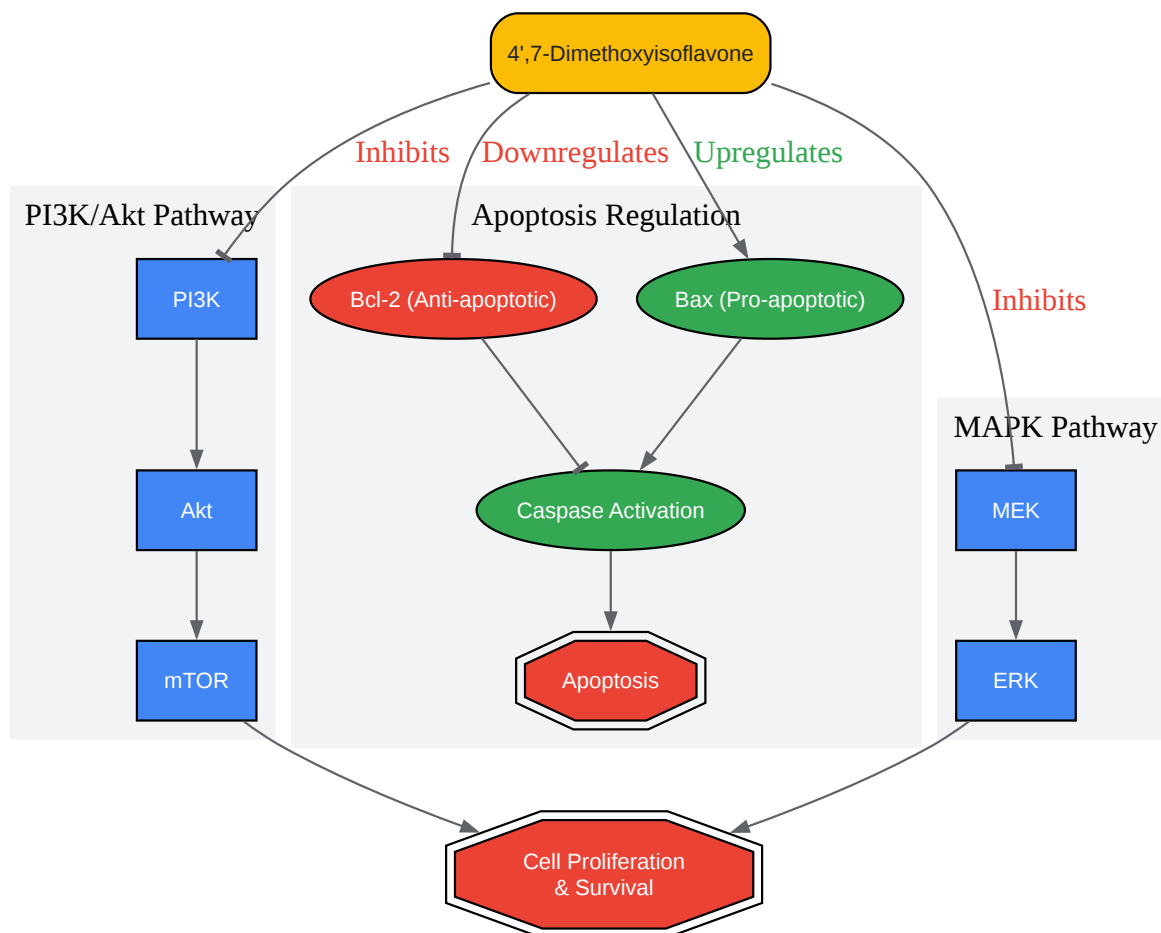 4',7-Dimethoxyisoflavone
Inhibits
Downregulates
Upregulates
PI3K/Akt Pathway
Apoptosis Regulation
PI3K
Bcl-2 (Anti-apoptotic)
Bax (Pro-apoptotic)
Inhibits
MAPK Pathway
Akt
Caspase Activation
MEK
mTOR
Apoptosis
ERK
Cell Proliferation
& Survival